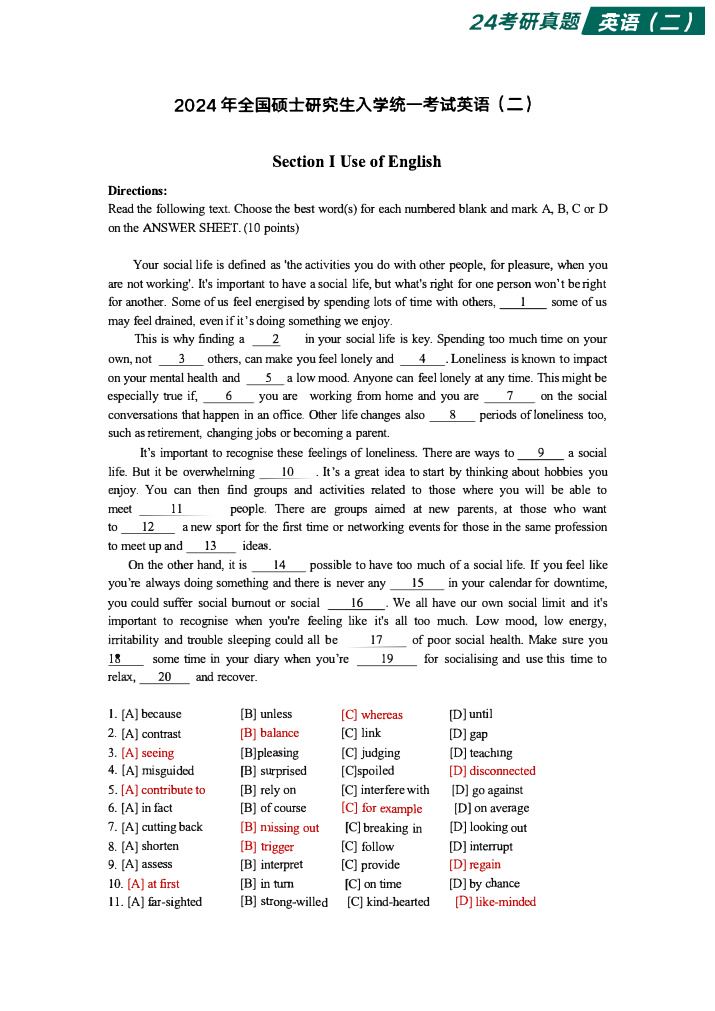 24考研真题 英语（二）
2024 年全国硕士研究生入学统一考试英语（二）
Section I Use of English
Directions:
Read the following text. Choose the best word(s) for each numbered blank and mark A, B, C or D
on the ANSWER SHEET. (10 points)
Your social life is defined as 'the activities you do with other people, for pleasure, when you
are not working'. It's important to have a social life, but what's right for one person won't be right
for another. Some of us feel energised by spending lots of time with others, 1 some of us
may feel drained, even if it's doing something we enjoy.
This is why finding a 2 in your social life is key. Spending too much time on your
own, not 3 others, can make you feel lonely and 4 . Loneliness is known to impact
on your mental health and 5 a low mood. Anyone can feel lonely at any time. This might be
especially true if, 6 you are working from home and you are 7 on the social
conversations that happen in an office. Other life changes also 8 periods of loneliness too,
such as retirement, changing jobs or becoming a parent.
It's important to recognise these feelings of loneliness. There are ways to 9 a social
life. But it be overwhelming 10 . It's a great idea to start by thinking about hobbies you
enjoy. You can then find groups and activities related to those where you will be able to
meet 11 people. There are groups aimed at new parents, at those who want
to 12 a new sport for the first time or networking events for those in the same profession
to meet up and 13 ideas.
On the other hand, it is 14 possible to have too much of a social life. If you feel like
you're always doing something and there is never any 15 in your calendar for downtime,
you could suffer social burnout or social 16 . We all have our own social limit and it's
important to recognise when you're feeling like it's all too much. Low mood, low energy,
irritability and trouble sleeping could all be 17 of poor social health. Make sure you
18 some time in your diary when you're 19 for socialising and use this time to
relax, 20 and recover.
1. [A] because [B] unless [C] whereas [D] until
2. [A] contrast [B] balance [C] link [D] gap
3. [A] seeing [B]pleasing [C] judging [D] teaching
4. [A] misguided [B] surprised [C]spoiled [D] disconnected
5. [A] contribute to [B] rely on [C] interfere with [D] go against
6. [A] in fact [B] of course [C] for example [D] on average
7. [A] cutting back [B] missing out [C] breaking in [D] looking out
8. [A] shorten [B] trigger [C] follow [D] interrupt
9. [A] assess [B] interpret [C] provide [D] regain
10. [A] at first [B] in turn [C] on time [D] by chance
11. [A] far-sighted [B] strong-willed [C] kind-hearted [D] like-minded